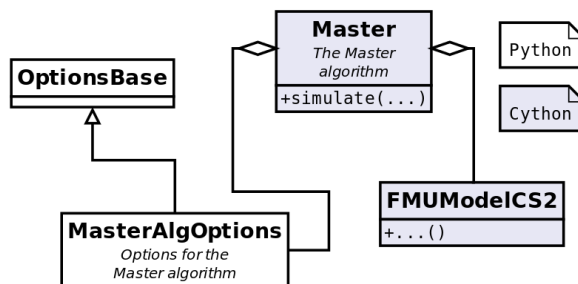 Master
The Master
algorithm
+simulate(...)
Python
Cython
OptionsBase
FMUModelCS2
+...()
MasterAlgOptions
Options for the
Master algorithm